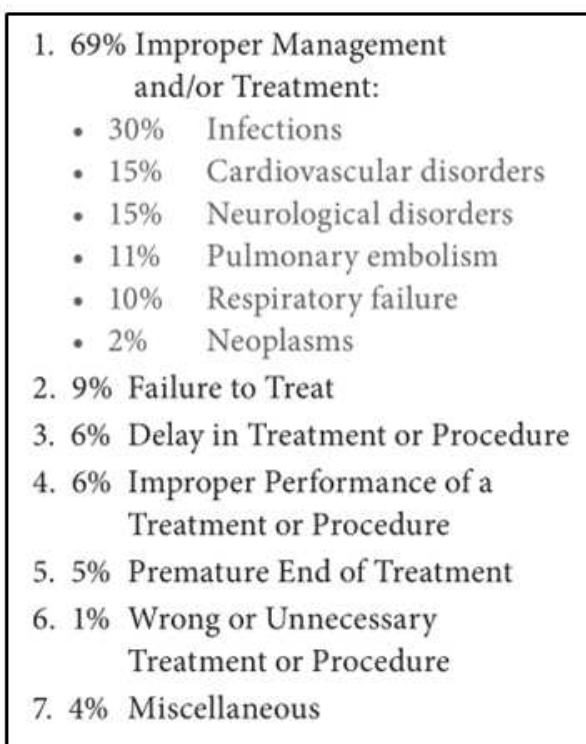 1. 69% Improper Management
and/or Treatment:
• 30% Infections
• 15% Cardiovascular disorders
• 15% Neurological disorders
• 11% Pulmonary embolism
• 10% Respiratory failure
• 2% Neoplasms
2. 9% Failure to Treat
3. 6% Delay in Treatment or Procedure
4. 6% Improper Performance of a
Treatment or Procedure
5. 5% Premature End of Treatment
6. 1% Wrong or Unnecessary
Treatment or Procedure
7. 4% Miscellaneous